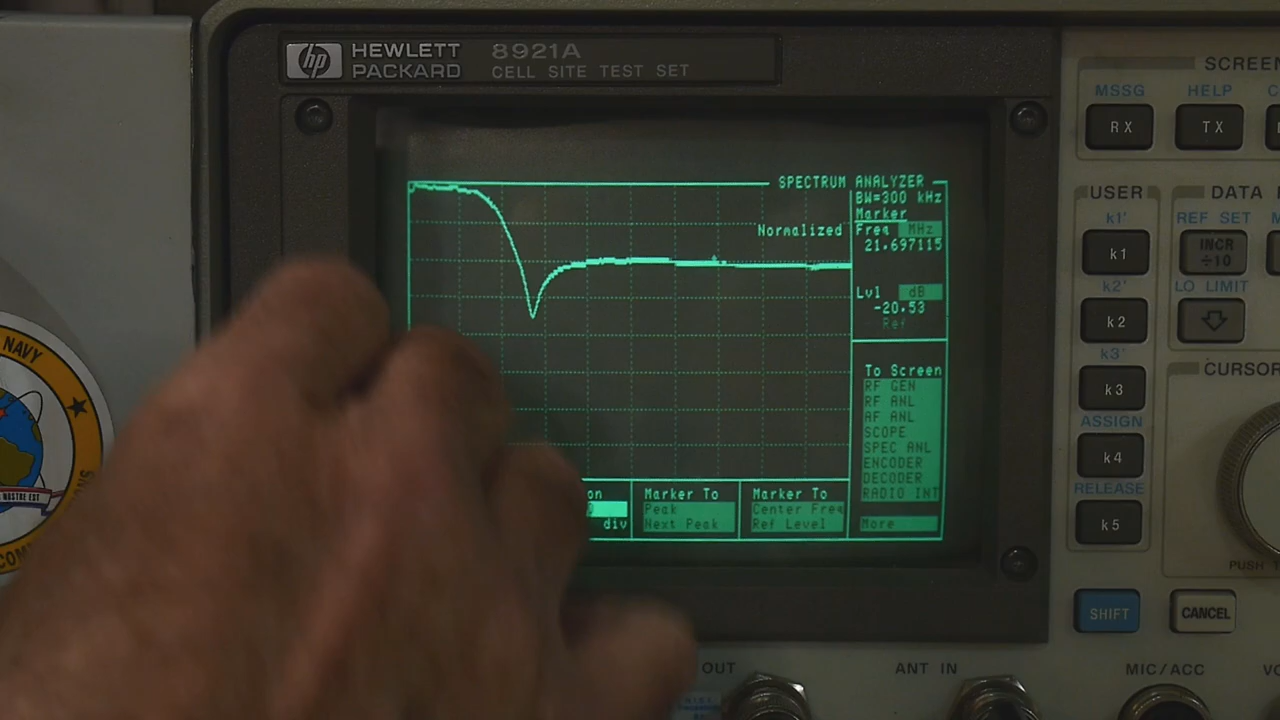 hp HEWLETT PACKARD 8921A
CELL SITE TEST SET
SPECTRUM ANALYZER
BW=300 kHz
Marker
Normalized
Freq MHz
21.697115
Lvl dB
-20.53
Ref
To Screen
RF GEN
RF ANL
AF ANL
SCOPE
SPEC ANL
ENCODER
DECODER
RADIO INT
More
on
div
Marker To
Peak
Next Peak
Marker To
Center Freq
Ref Level
SCREEN
MSSG
HELP
RX
TX
USER
DATA
k1'
REF SET
k1
INCR
÷10
k2'
LO LIMIT
k2
k3'
k3
CURSOR
ASSIGN
k4
RELEASE
k5
PUSH
SHIFT
CANCEL
OUT
ANT IN
MIC/ACC
NAVY
NOSTRE EST